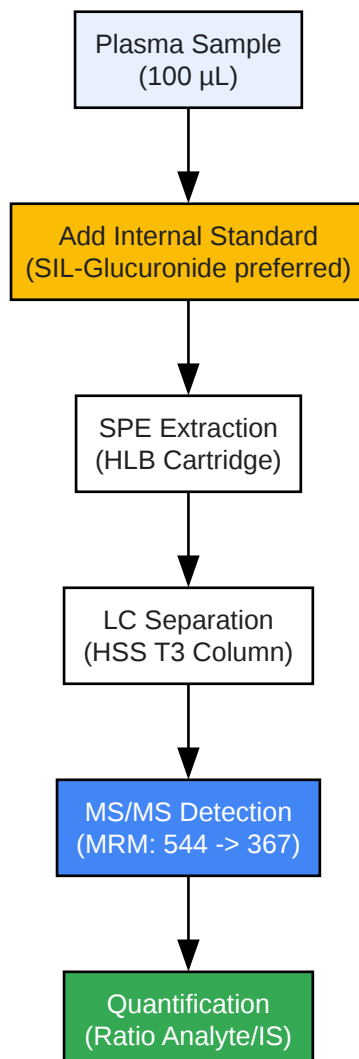 Plasma Sample
(100 µL)
Add Internal Standard
(SIL-Glucuronide preferred)
SPE Extraction
(HLB Cartridge)
LC Separation
(HSS T3 Column)
MS/MS Detection
(MRM: 544 -> 367)
Quantification
(Ratio Analyte/IS)